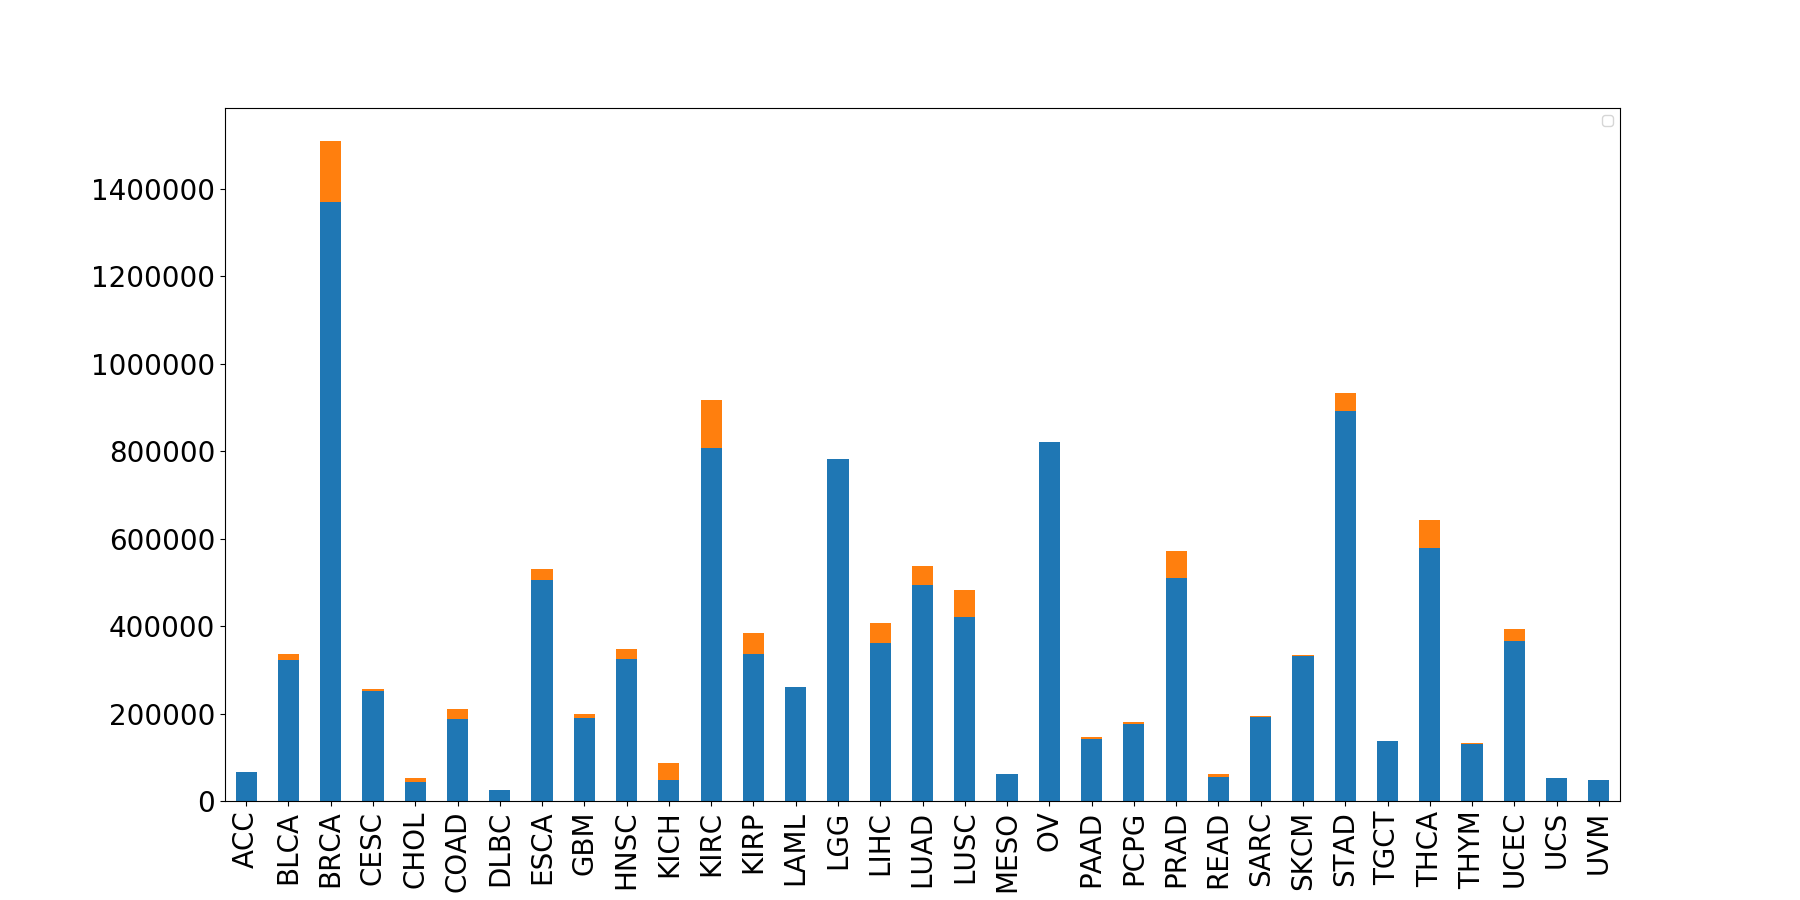 1400000
1200000
1000000
800000
600000
400000
200000
0
ACC
BLCA
BRCA
CESC
CHOL
COAD
DLBC
ESCA
GBM
HNSC
KICH
KIRC
KIRP
LAML
LGG
LIHC
LUAD
LUSC
MESO
OV
PAAD
PCPG
PRAD
READ
SARC
SKCM
STAD
TGCT
THCA
THYM
UCEC
UCS
UVM